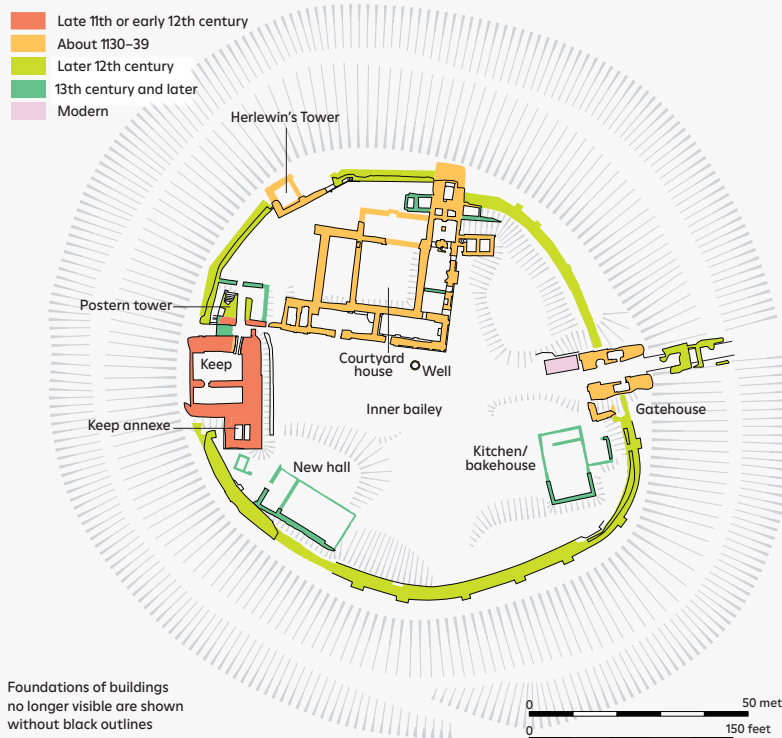 Late 11th or early 12th century
About 1130–39
Later 12th century
13th century and later
Modern
Herlewin's Tower
Postern tower
Keep
Courtyard
house
Well
Inner bailey
Gatehouse
Keep annexe
New hall
Kitchen/
bakehouse
Foundations of buildings
no longer visible are shown
without black outlines
0
50 met
0
150 feet